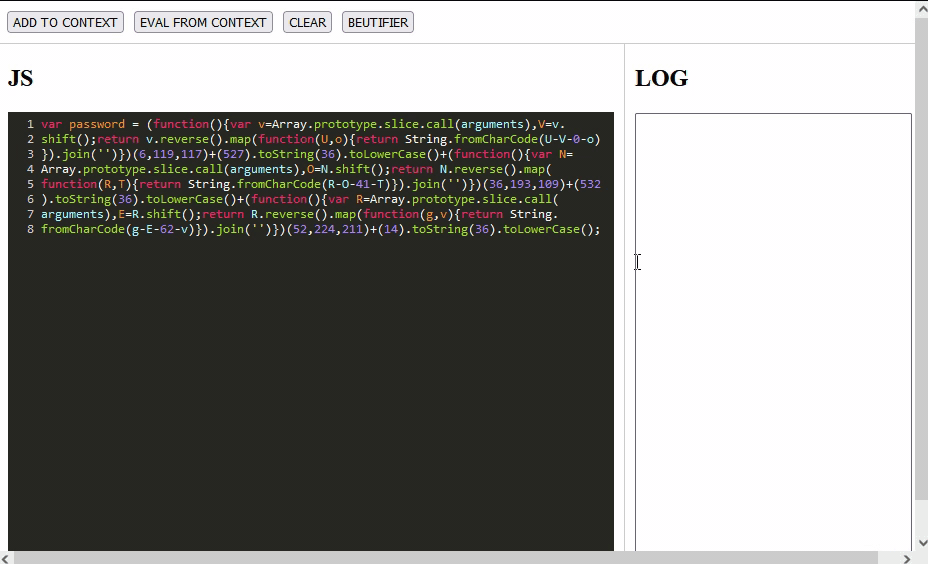 ADD TO CONTEXT EVAL FROM CONTEXT CLEAR BEUTIFIER
JS
LOG
1 var password = (function(){var v=Array.prototype.slice.call(arguments),V=v.
2 shift();return v.reverse().map(function(U,o){return String.fromCharCode(U-V-0-o)
3 }).join('')})(6,119,117)+(527).toString(36).toLowerCase()+(function(){var N=
4 Array.prototype.slice.call(arguments),O=N.shift();return N.reverse().map(
5 function(R,T){return String.fromCharCode(R-O-41-T)}).join('')})(36,193,109)+(532
6 ).toString(36).toLowerCase()+(function(){var R=Array.prototype.slice.call(
7 arguments),E=R.shift();return R.reverse().map(function(g,v){return String.
8 fromCharCode(g-E-62-v)}).join('')})(52,224,211)+(14).toString(36).toLowerCase();